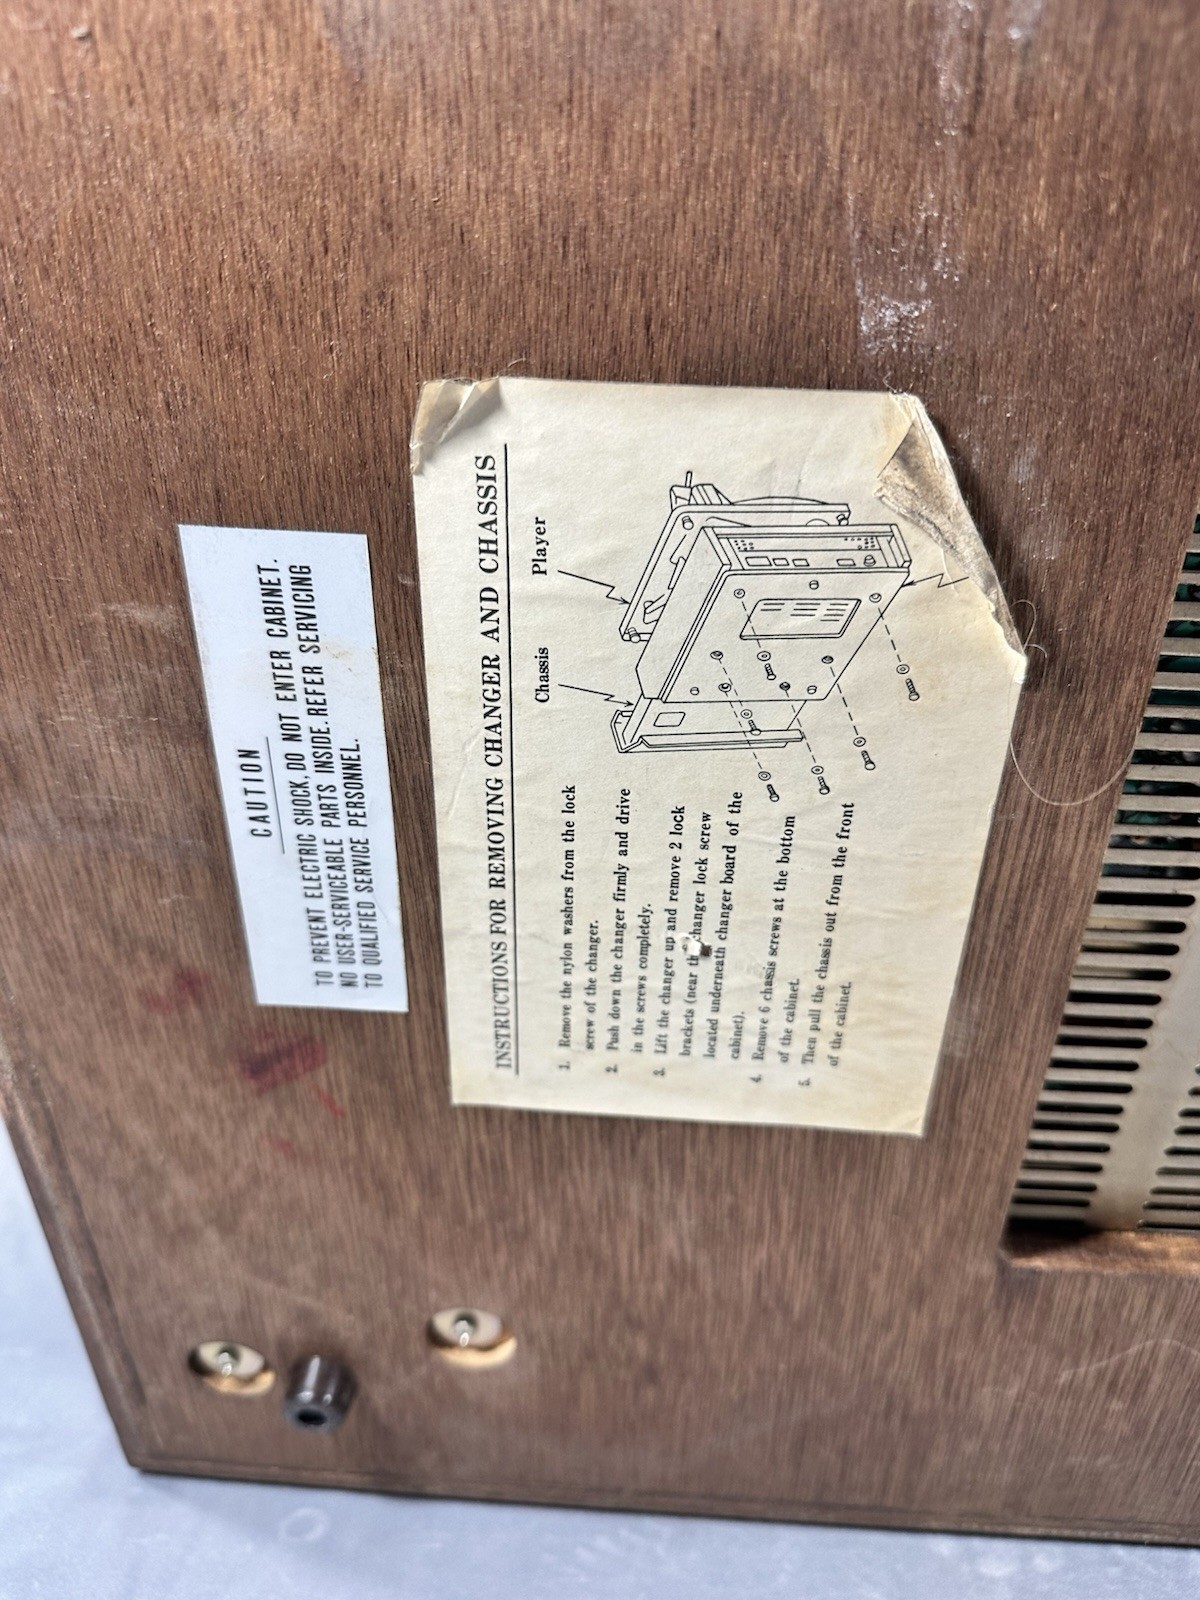 CAUTION
TO PREVENT ELECTRIC SHOCK, DO NOT ENTER CABINET.
NO USER-SERVICEABLE PARTS INSIDE. REFER SERVICING
TO QUALIFIED SERVICE PERSONNEL.
INSTRUCTIONS FOR REMOVING CHANGER AND CHASSIS
1. Remove the nylon washers from the lock
screw of the changer.
2. Push down the changer firmly and drive
in the screws completely.
3. Lift the changer up and remove 2 lock
brackets (near th changer lock screw
located underneath changer board of the
cabinet).
4. Remove 6 chassis screws at the bottom
of the cabinet.
5. Then pull the chassis out from the front
of the cabinet.
Chassis
Player